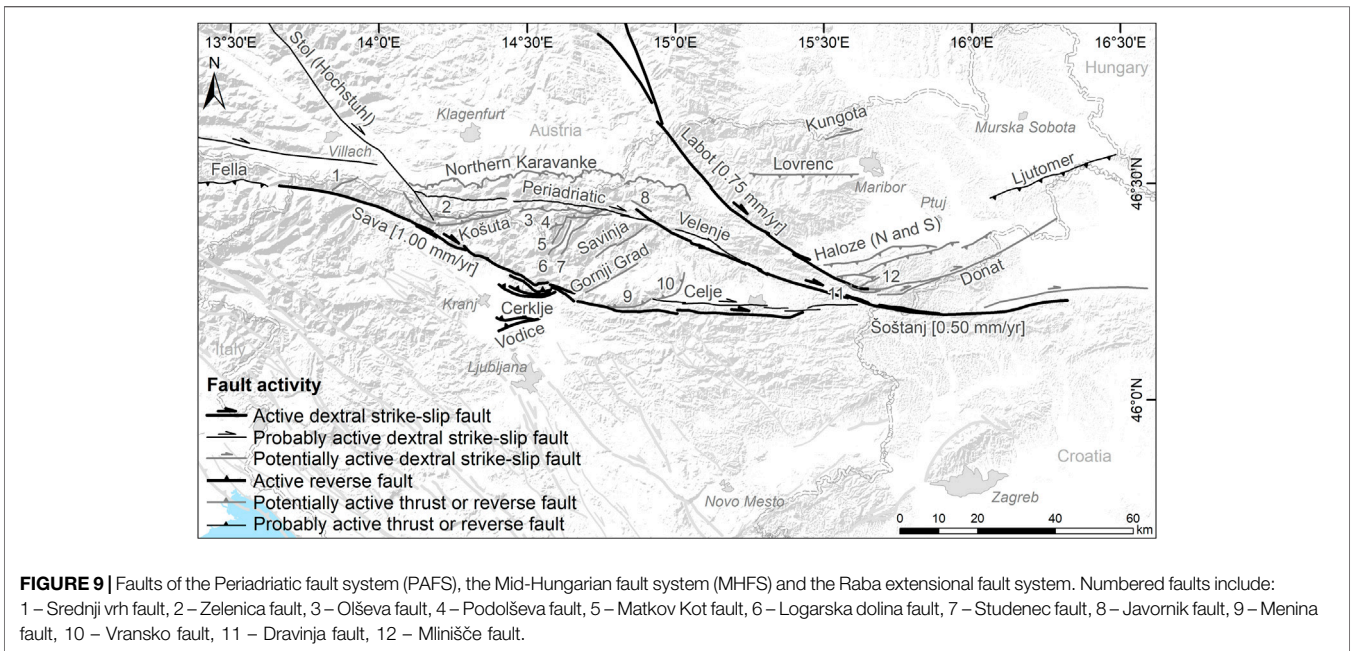 13°30'E 14°0'E 14°30'E 15°0'E 15°30'E 16°0'E 16°30'E
N
Hungary
Stol (Hochstuhl)
Klagenfurt
Austria
Kungota
Murska Sobota
Villach
Labot [0.75 mm/yr]
Fella
1
Northern Karavanke
Lovrenc
Maribor
Ljutomer
46°30'N
2
Periadriatic
8
Ptuj
Sava [1.00 mm/yr]
Košuta
3
4
5
Savinja
Velenje
Haloze (N and S)
6
7
Gornji Grad
12
Donat
Kranj
9
10
Celje
11
Cerklje
Šoštanj [0.50 mm/yr]
Vodice
Italy
Ljubljana
46°0'N
Fault activity
Active dextral strike-slip fault
Probably active dextral strike-slip fault
Potentially active dextral strike-slip fault
Active reverse fault
Potentially active thrust or reverse fault
Probably active thrust or reverse fault
Croatia
Novo Mesto
Zagreb
0 10 20 40 60
km
FIGURE 9 | Faults of the Periadriatic fault system (PAFS), the Mid-Hungarian fault system (MHFS) and the Raba extensional fault system. Numbered faults include:
1 – Srednji vrh fault, 2 – Zelenica fault, 3 – Olševa fault, 4 – Podolševa fault, 5 – Matkov Kot fault, 6 – Logarska dolina fault, 7 – Studenec fault, 8 – Javornik fault, 9 – Menina
fault, 10 – Vransko fault, 11 – Dravinja fault, 12 – Mlinišče fault.